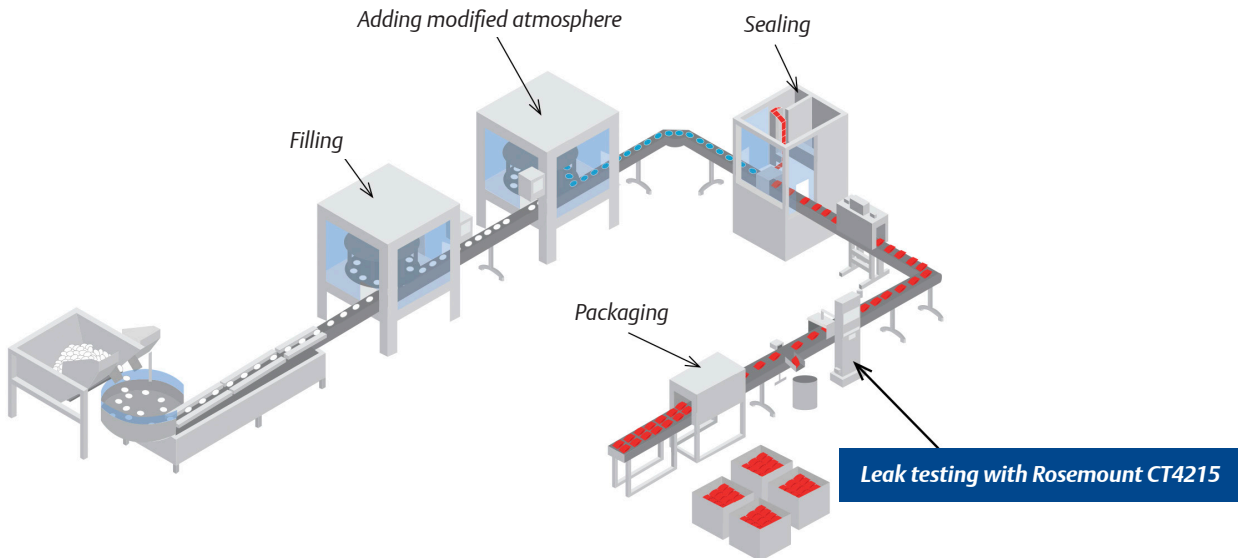 Adding modified atmosphere
Sealing
Filling
Packaging
Leak testing with Rosemount CT4215